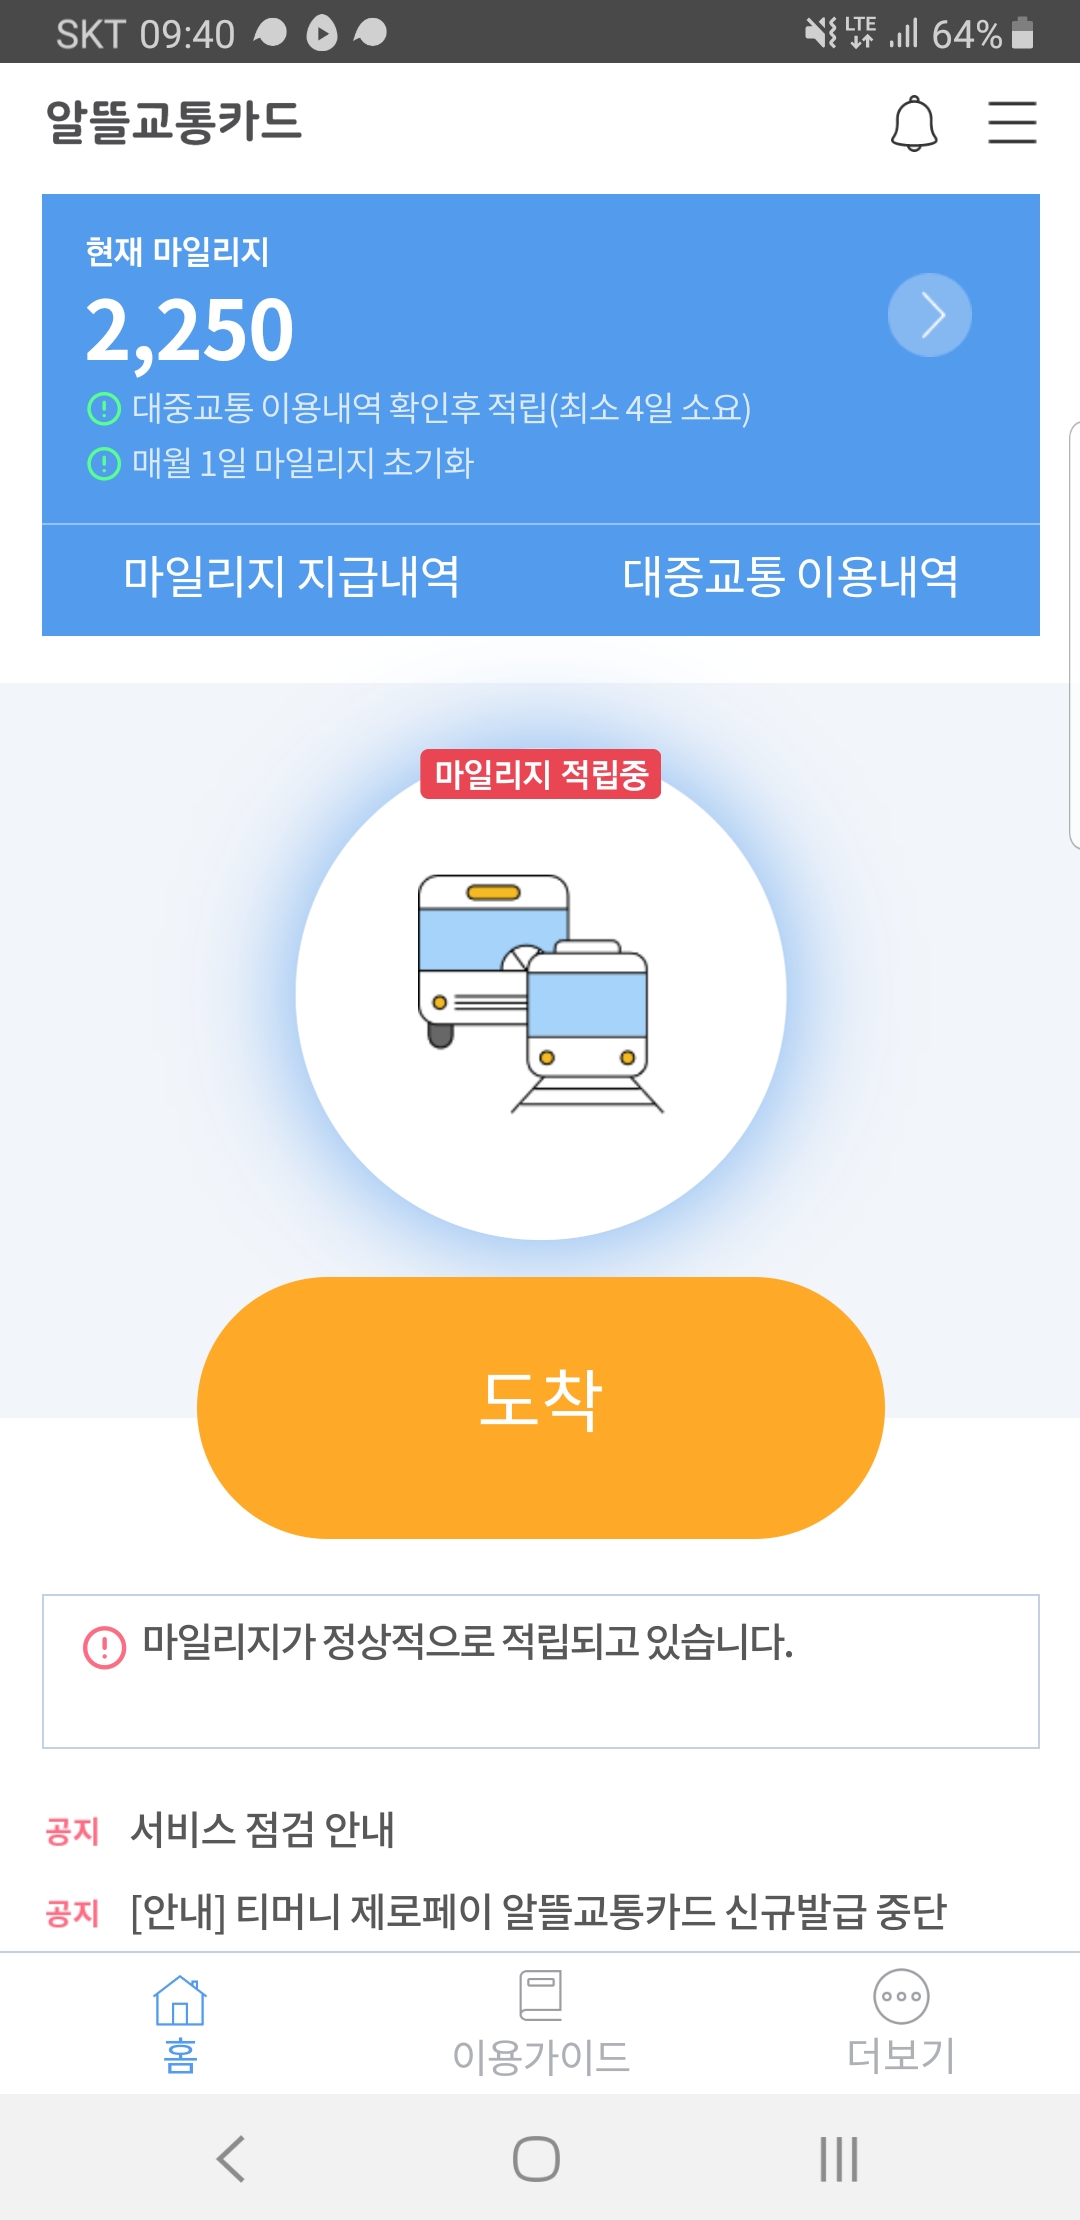 SKT 09:40
LTE 64%
알뜰교통카드
현재 마일리지
2,250
대중교통 이용내역 확인후 적립(최소 4일 소요)
매월 1일 마일리지 초기화
마일리지 지급내역 대중교통 이용내역
마일리지 적립중
도착
마일리지가 정상적으로 적립되고 있습니다.
공지 서비스 점검 안내
공지 [안내] 티머니 제로페이 알뜰교통카드 신규발급 중단
홈 이용가이드 더보기